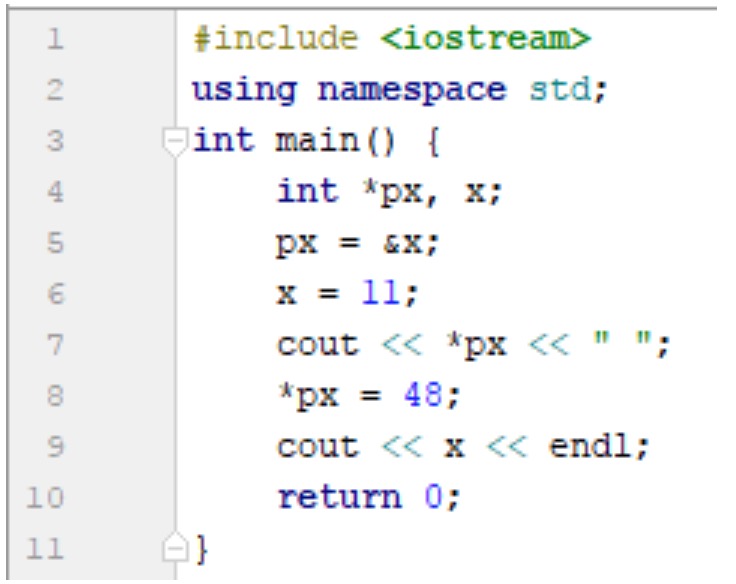 1 #include <iostream>
2 using namespace std;
3 int main() {
4 int *px, x;
5 px = &x;
6 x = 11;
7 cout << *px << " ";
8 *px = 48;
9 cout << x << endl;
10 return 0;
11 }